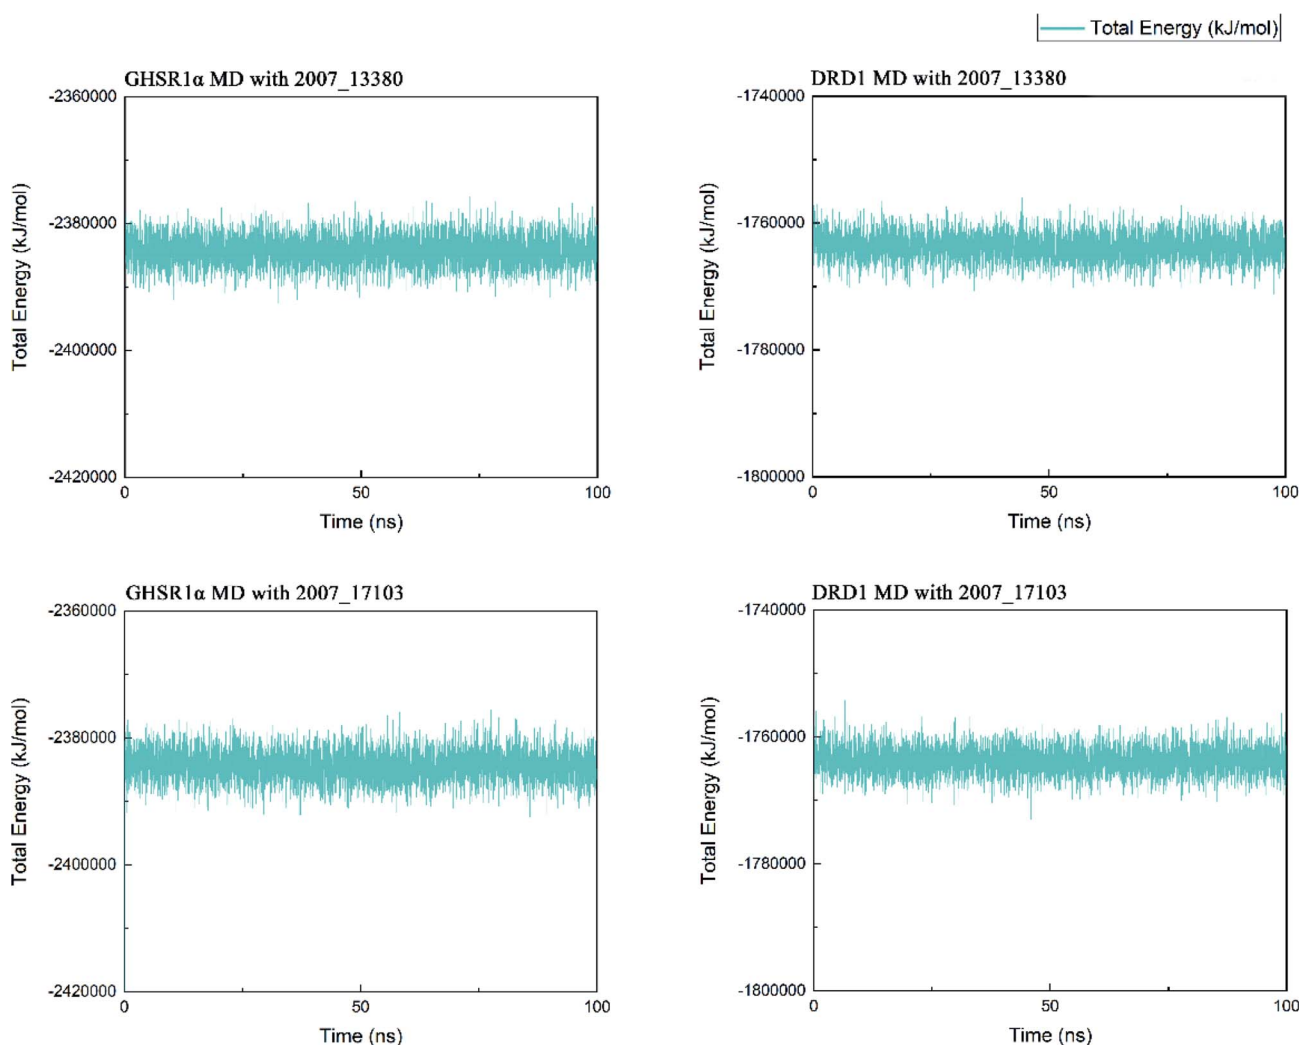 Total Energy (kJ/mol)
GHSR1α MD with 2007_13380
-2360000
-2380000
-2400000
-2420000
Total Energy (kJ/mol)
0
50
100
Time (ns)
DRD1 MD with 2007_13380
-1740000
-1760000
-1780000
-1800000
Total Energy (kJ/mol)
0
50
100
Time (ns)
GHSR1α MD with 2007_17103
-2360000
-2380000
-2400000
-2420000
Total Energy (kJ/mol)
0
50
100
Time (ns)
DRD1 MD with 2007_17103
-1740000
-1760000
-1780000
-1800000
Total Energy (kJ/mol)
0
50
100
Time (ns)